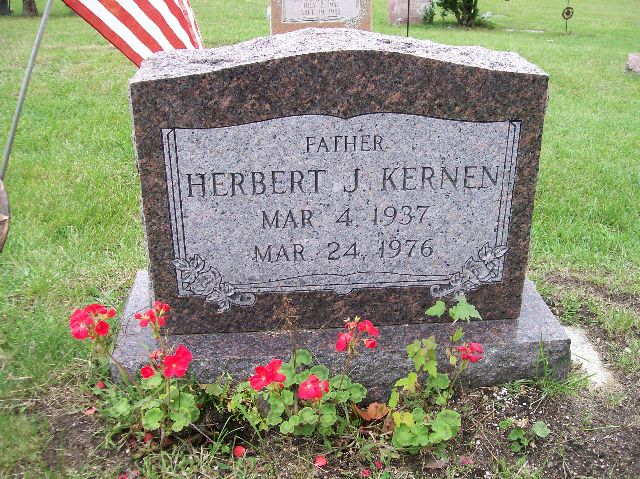 FATHER
HERBERT J. KERNEN
MAR 4, 1937
MAR 24, 1976